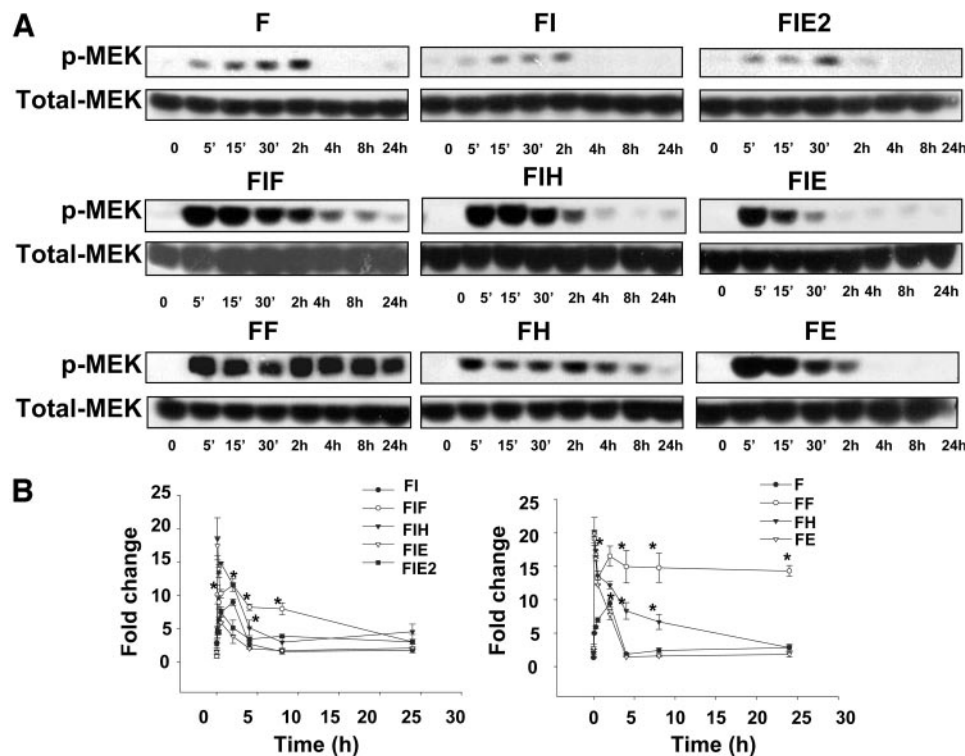 A
F FI FIE2
p-MEK
Total-MEK
0 5' 15' 30' 2h 4h 8h 24h 0 5' 15' 30' 2h 4h 8h 24h 0 5' 15' 30' 2h 4h 8h 24h
FIF FIH FIE
p-MEK
Total-MEK
0 5' 15' 30' 2h 4h 8h 24h 0 5' 15' 30' 2h 4h 8h 24h 0 5' 15' 30' 2h 4h 8h 24h
FF FH FE
p-MEK
Total-MEK
0 5' 15' 30' 2h 4h 8h 24h 0 5' 15' 30' 2h 4h 8h 24h 0 5' 15' 30' 2h 4h 8h 24h
B
Fold change
25
20
15
10
5
0
FI
FIF
FIH
FIE
FIE2
* * * * *
0 5 10 15 20 25 30
Time (h)
Fold change
25
20
15
10
5
0
F
FF
FH
FE
* * * * * * *
0 5 10 15 20 25 30
Time (h)